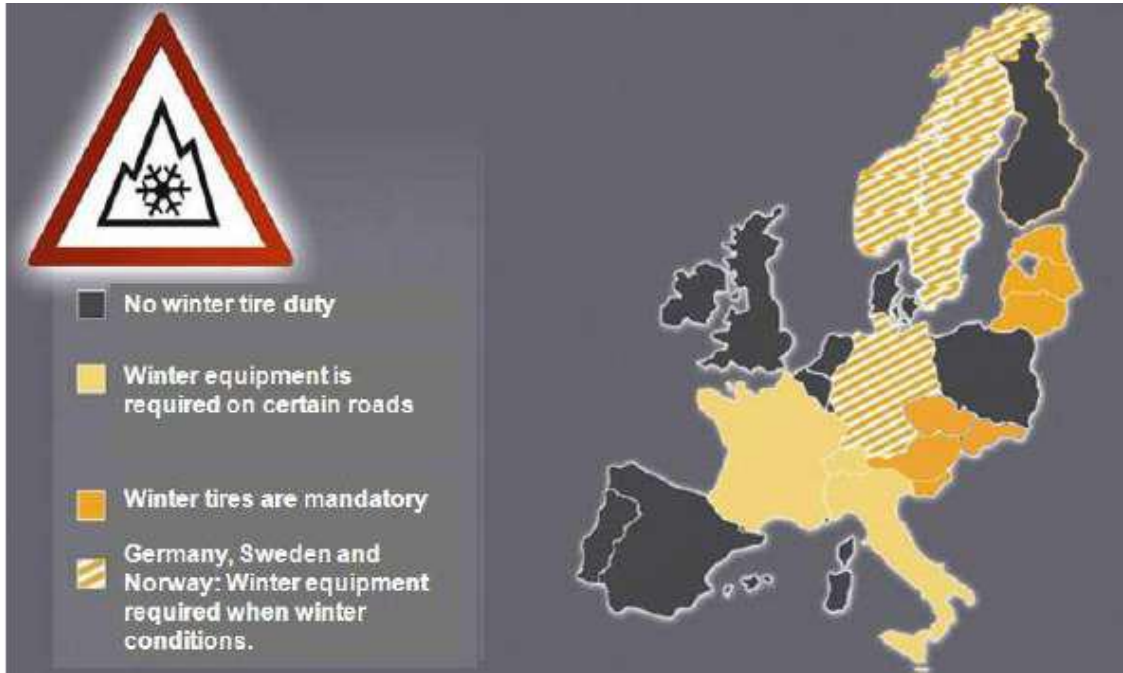 No winter tire duty
Winter equipment is
required on certain roads
Winter tires are mandatory
Germany, Sweden and
Norway: Winter equipment
required when winter
conditions.